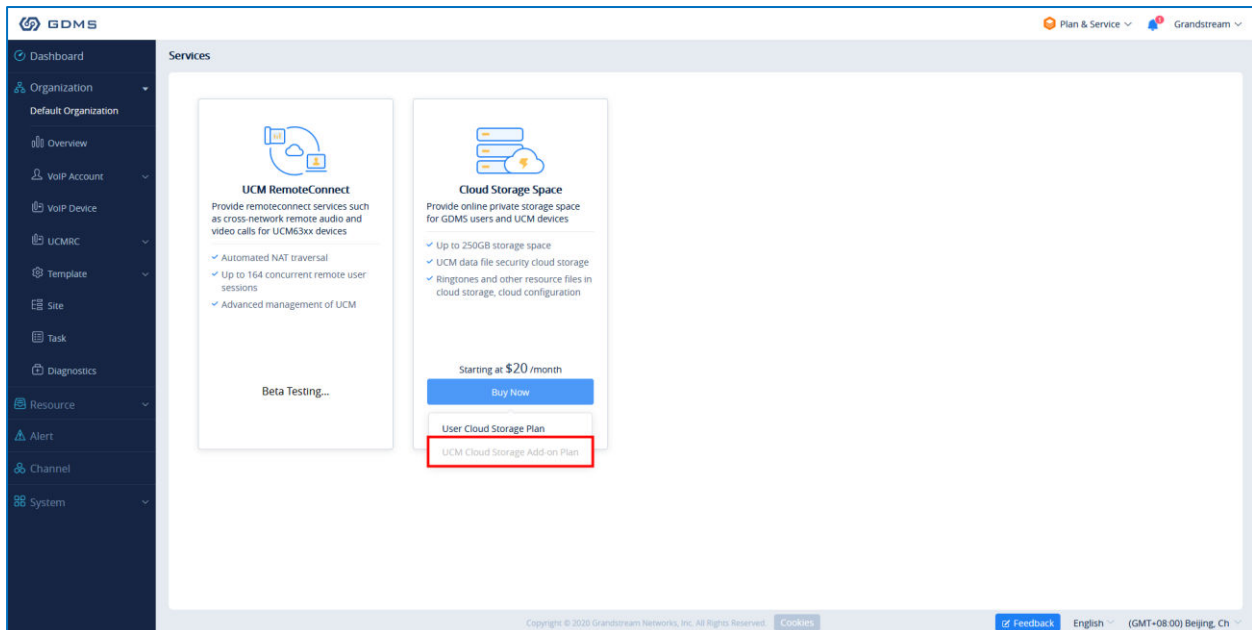 GDMS
Plan & Service
1
Grandstream
Dashboard
Organization
Default Organization
Overview
VoIP Account
VoIP Device
UCMRC
Template
Site
Task
Diagnostics
Resource
Alert
Channel
System
Services
UCM RemoteConnect
Provide remoteconnect services such
as cross-network remote audio and
video calls for UCM63xx devices
Automated NAT traversal
Up to 164 concurrent remote user
sessions
Advanced management of UCM
Beta Testing...
Cloud Storage Space
Provide online private storage space
for GDMS users and UCM devices
Up to 250GB storage space
UCM data file security cloud storage
Ringtones and other resource files in
cloud storage, cloud configuration
Starting at $20 /month
Buy Now
User Cloud Storage Plan
UCM Cloud Storage Add-on Plan
Copyright © 2020 Grandstream Networks, Inc. All Rights Reserved. Cookies
Feedback
English
(GMT+08:00) Beijing, Ch